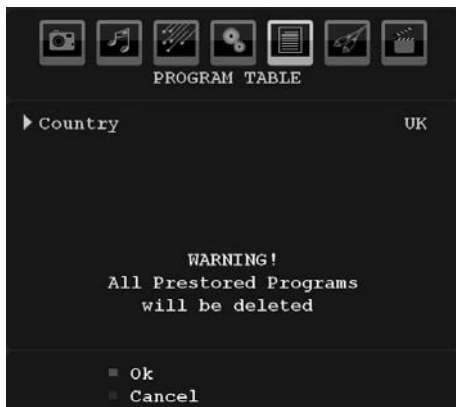 PROGRAM TABLE
Country UK
WARNING!
All Prestored Programs
will be deleted
Ok
Cancel